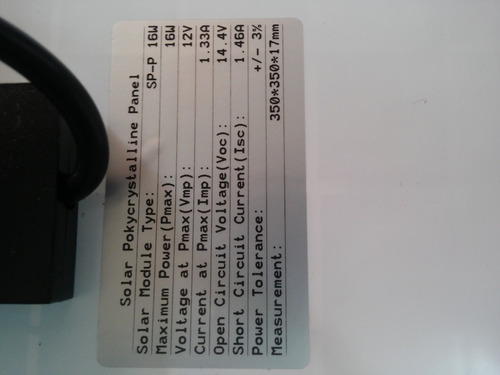 Solar Pokycrystalline Panel
Solar Module Type: SP-P 16W
Maximum Power(Pmax): 16W
Voltage at Pmax(Vmp): 12V
Current at Pmax(Imp): 1.33A
Open Circuit Voltage(Voc): 14.4V
Short Circuit Current(Isc): 1.46A
Power Tolerance: +/- 3%
Measurement: 350*350*17mm